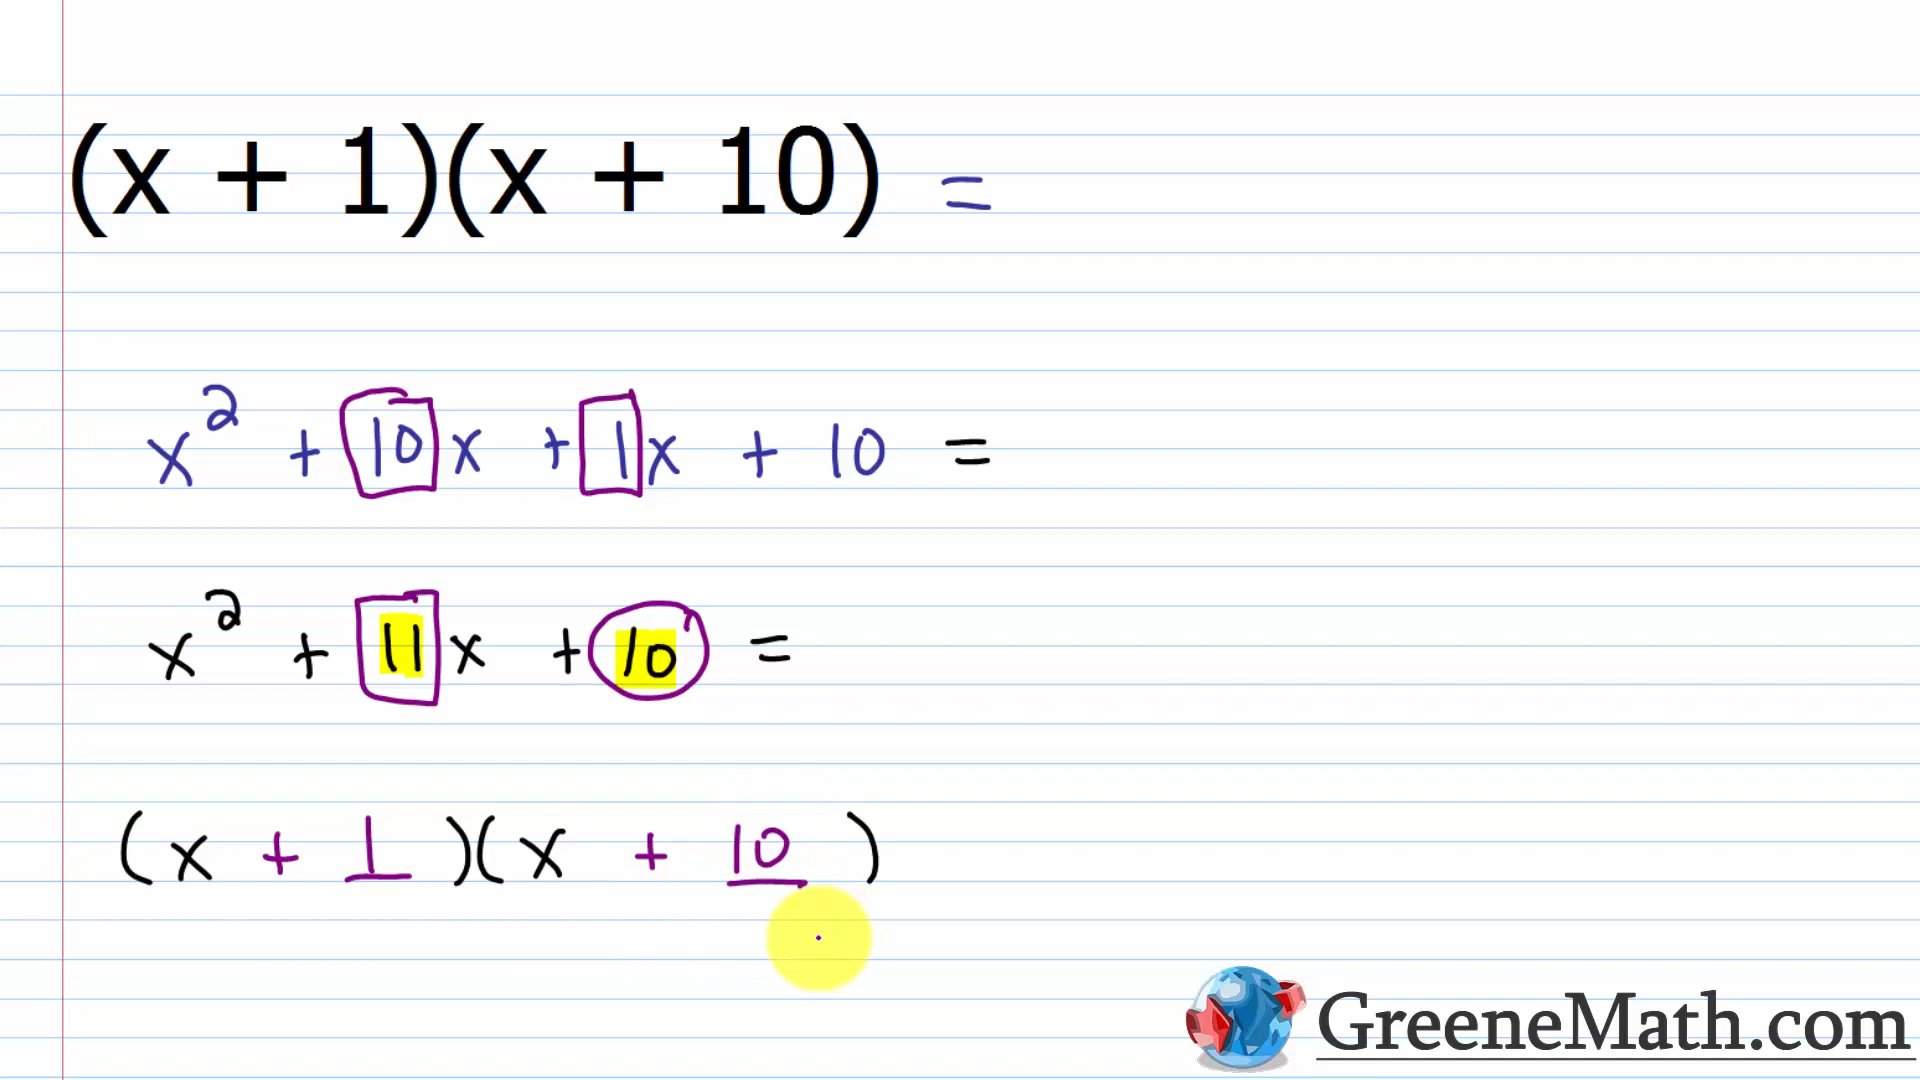 (x + 1)(x + 10) =
x² + 10x + 1x + 10 =
x² + 11x + 10 =
(x + 1)(x + 10)
GreeneMath.com